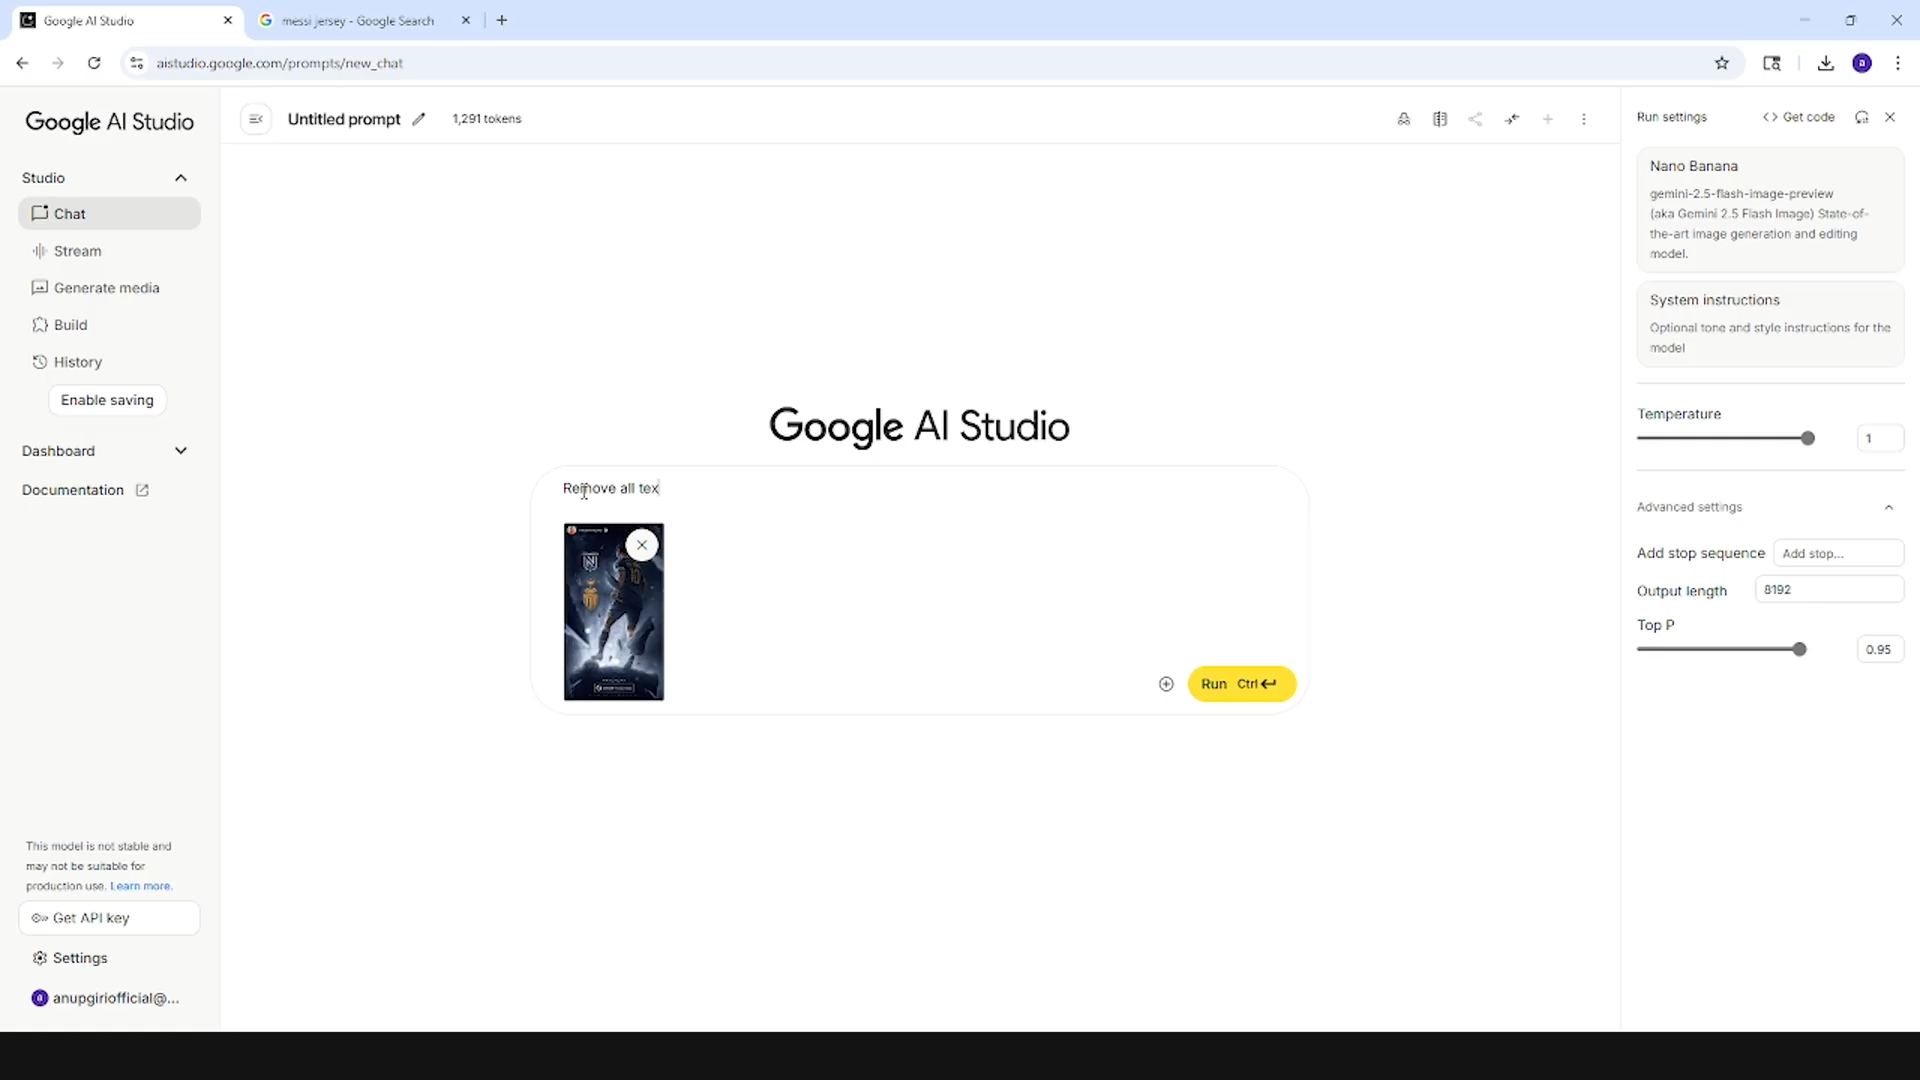 Google AI Studio
messi jersey - Google Search
aistudio.google.com/prompts/new_chat
a
Google AI Studio
Untitled prompt
1,291 tokens
Run settings
<> Get code
Studio
Chat
Stream
Generate media
Build
History
Enable saving
Dashboard
Documentation
Nano Banana
gemini-2.5-flash-image-preview
(aka Gemini 2.5 Flash Image) State-of-
the-art image generation and editing
model.
System instructions
Optional tone and style instructions for the
model
Temperature
1
Google AI Studio
Remove all tex
10
Run Ctrl
Advanced settings
Add stop sequence
Add stop...
Output length
8192
Top P
0.95
This model is not stable and
may not be suitable for
production use. Learn more.
Get API key
Settings
a
anupgiriofficial@...